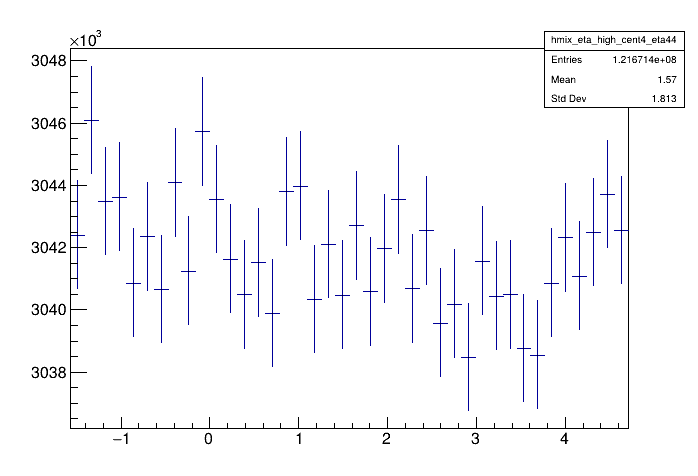 ×10³
hmix_eta_high_cent4_eta44
Entries 1.216714e+08
Mean 1.57
Std Dev 1.813
3048
3046
3044
3042
3040
3038
−1 0 1 2 3 4